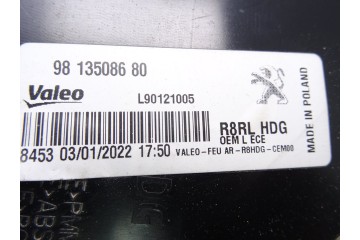 98 135086 80
Valeo
L90121005
R8RL HDG
OEM L ECE
8453 03/01/2022 17:50 VALEO-FEU AR-R8HDG-CEM00
MADE IN POLAND